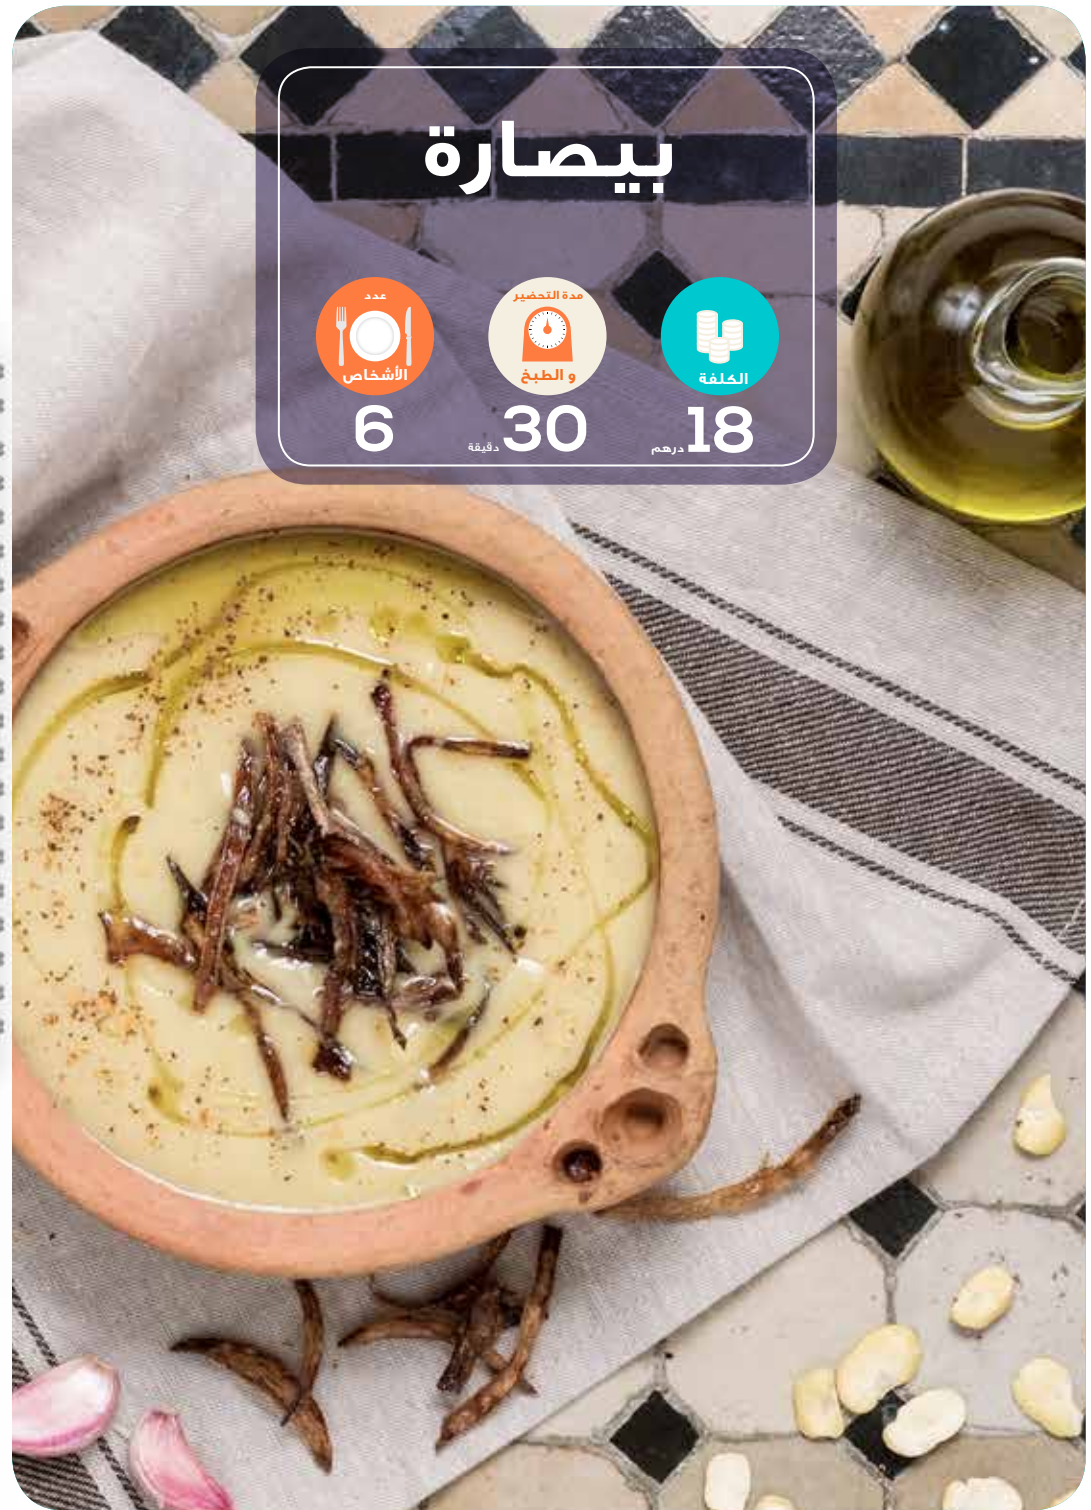 بيصارة
الكلفة
18 درهم
مدة التحضير
و الطبخ
30 دقيقة
عدد
الأشخاص
6